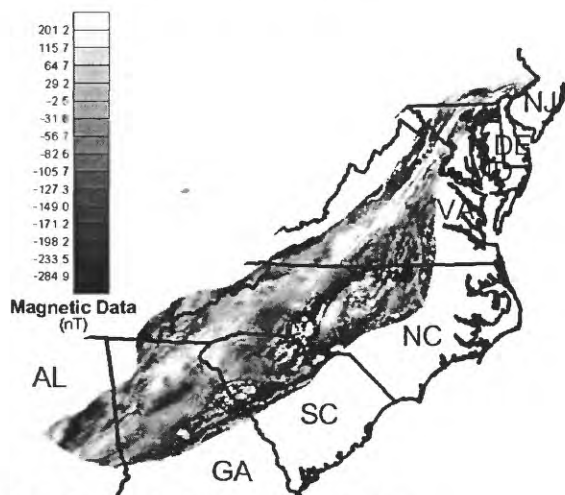 201.2
115.7
64.7
29.2
-2.5
-31.8
-56.7
-82.6
-105.7
-127.3
-149.0
-171.2
-198.2
-233.5
-284.9
Magnetic Data
(nT)
NJ
DE
VA
NC
SC
AL
GA